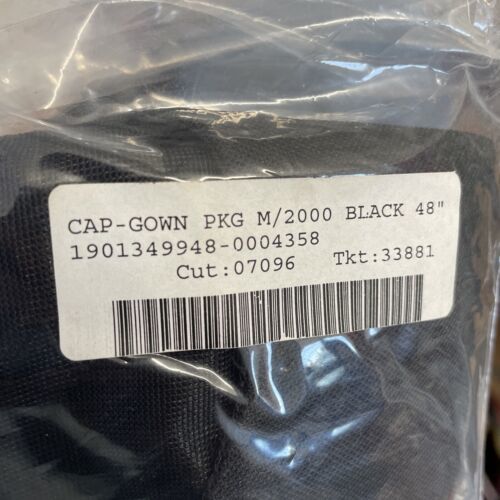 CAP-GOWN PKG M/2000 BLACK 48"
1901349948-0004358
Cut:07096 Tkt:33881